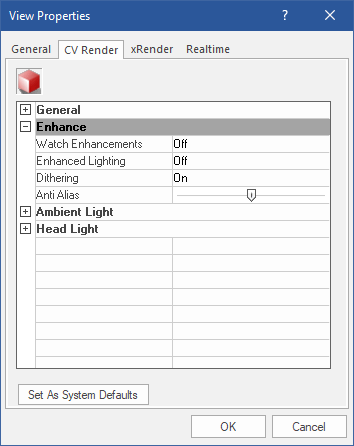 View Properties ?
General CV Render xRender Realtime
General
Enhance
Watch Enhancements Off
Enhanced Lighting Off
Dithering On
Anti Alias
Ambient Light
Head Light
Set As System Defaults
OK Cancel